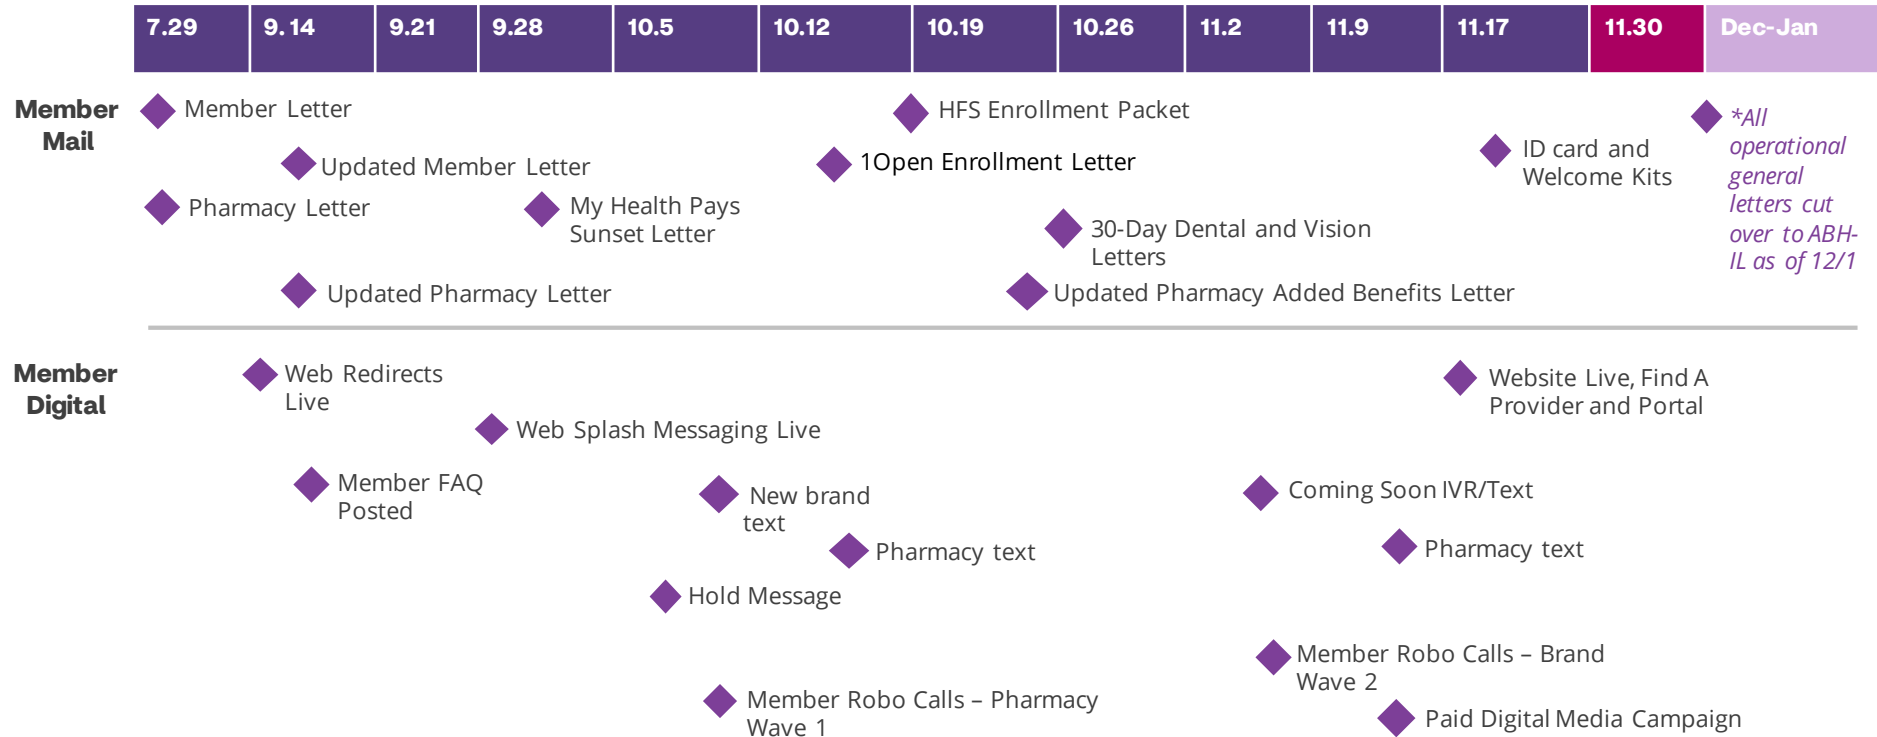 7.29 9.14 9.21 9.28 10.5 10.12 10.19 10.26 11.2 11.9 11.17 11.30 Dec-Jan
Member
Mail
Member Letter
HFS Enrollment Packet
Updated Member Letter
1Open Enrollment Letter
ID card and
Welcome Kits
*All
operational
general
letters cut
over to ABH-
IL as of 12/1
Pharmacy Letter
My Health Pays
Sunset Letter
30-Day Dental and Vision
Letters
Updated Pharmacy Letter
Updated Pharmacy Added Benefits Letter
Member
Digital
Web Redirects
Live
Website Live, Find A
Provider and Portal
Web Splash Messaging Live
Member FAQ
Posted
New brand
text
Coming Soon IVR/Text
Pharmacy text
Pharmacy text
Hold Message
Member Robo Calls – Brand
Wave 2
Member Robo Calls – Pharmacy
Wave 1
Paid Digital Media Campaign